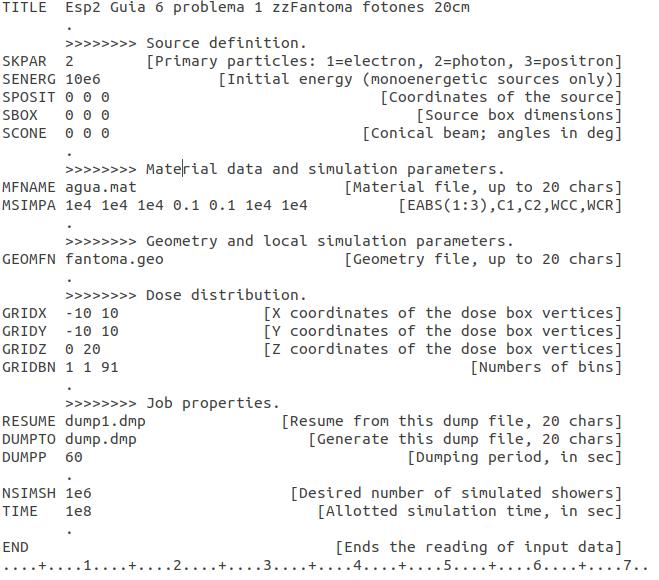 TITLE  Esp2 Guia 6 problema 1 zzFantoma fotones 20cm
       .
       >>>>>>>> Source definition.
SKPAR  2        [Primary particles: 1=electron, 2=photon, 3=positron]
SENERG 10e6             [Initial energy (monoenergetic sources only)]
SPOSIT 0 0 0                              [Coordinates of the source]
SBOX   0 0 0                                  [Source box dimensions]
SCONE  0 0 0                            [Conical beam; angles in deg]
       .
       >>>>>>>> Material data and simulation parameters.
MFNAME agua.mat                       [Material file, up to 20 chars]
MSIMPA 1e4 1e4 1e4 0.1 0.1 1e4 1e4          [EABS(1:3),C1,C2,WCC,WCR]
       .
       >>>>>>>> Geometry and local simulation parameters.
GEOMFN fantoma.geo                    [Geometry file, up to 20 chars]
       .
       >>>>>>>> Dose distribution.
GRIDX  -10 10                [X coordinates of the dose box vertices]
GRIDY  -10 10                [Y coordinates of the dose box vertices]
GRIDZ  0 20                  [Z coordinates of the dose box vertices]
GRIDBN 1 1 91                                       [Numbers of bins]
       .
       >>>>>>>> Job properties.
RESUME dump1.dmp               [Resume from this dump file, 20 chars]
DUMPTO dump.dmp                   [Generate this dump file, 20 chars]
DUMPP  60                                    [Dumping period, in sec]
       .
NSIMSH 1e6                      [Desired number of simulated showers]
TIME   1e8                         [Allotted simulation time, in sec]
       .
END                                  [Ends the reading of input data]
....+....1....+....2....+....3....+....4....+....5....+....6....+....7..